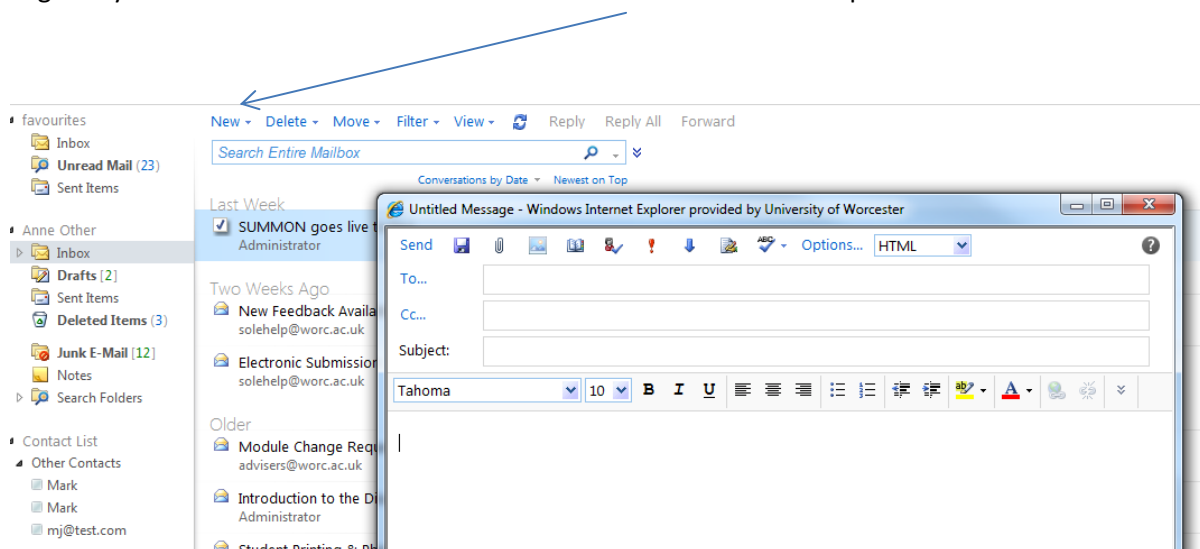 favourites
Inbox
Unread Mail (23)
Sent Items
Anne Other
Inbox
Drafts [2]
Sent Items
Deleted Items (3)
Junk E-Mail [12]
Notes
Search Folders
Contact List
Other Contacts
Mark
Mark
mj@test.com
New Delete Move Filter View Reply Reply All Forward
Search Entire Mailbox
Conversations by Date Newest on Top
Last Week
SUMMON goes live t
Administrator
Two Weeks Ago
New Feedback Availa
solehelp@worc.ac.uk
Electronic Submission
solehelp@worc.ac.uk
Older
Module Change Requ
advisers@worc.ac.uk
Introduction to the Di
Administrator
Student Printing & Ph
Untitled Message - Windows Internet Explorer provided by University of Worcester
Send ABC Options... HTML
To...
Cc...
Subject:
Tahoma 10 B I U ab A